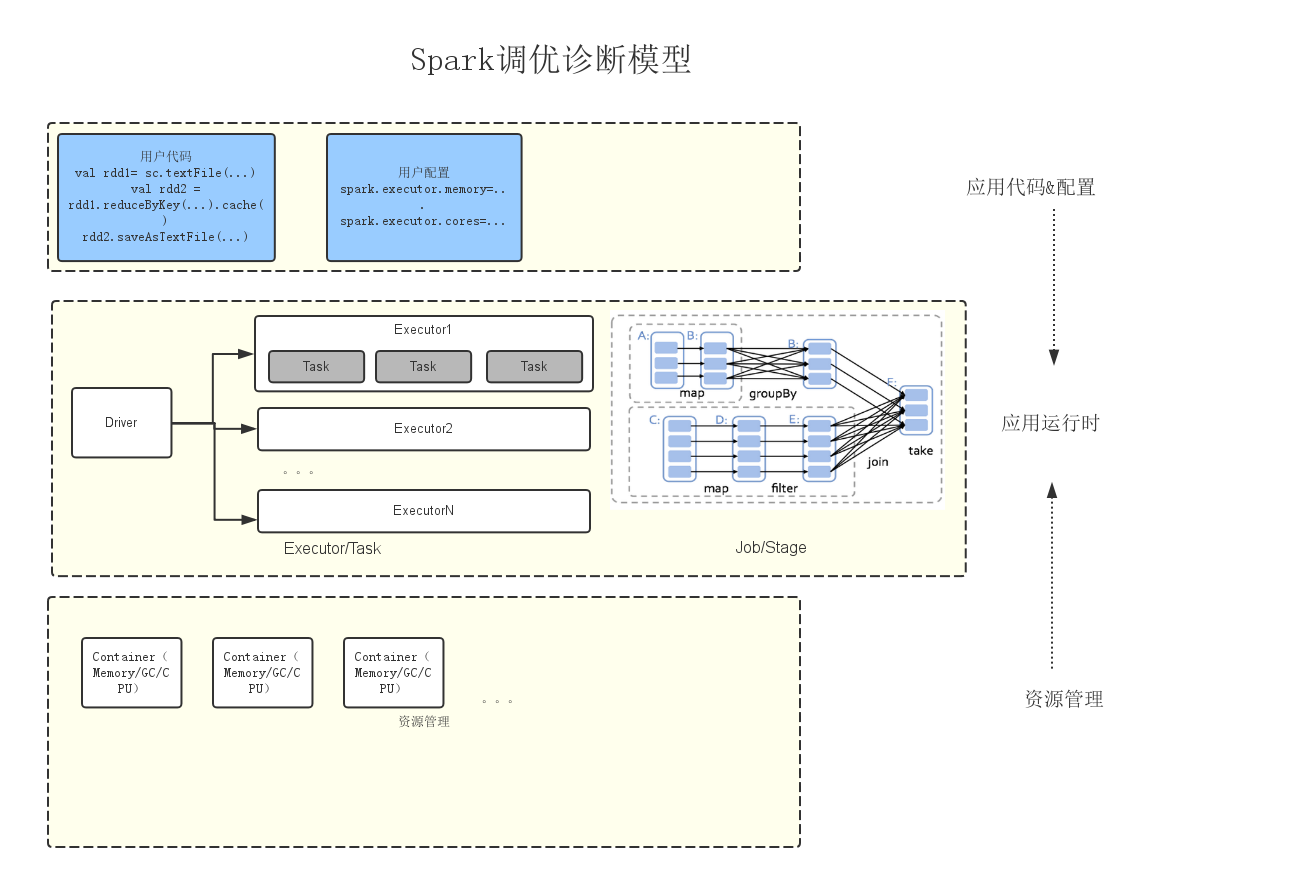 Spark调优诊断模型
用户代码
val rdd1= sc.textFile(...)
val rdd2 =
rdd1.reduceByKey(...).cache(
)
rdd2.saveAsTextFile(...)
用户配置
spark.executor.memory=..
.
spark.executor.cores=...
应用代码&配置
Driver
Executor1
Task Task Task
Executor2
。。。
ExecutorN
Executor/Task
A: B: B:
map groupBy
F:
C: D: E:
map filter join take
Job/Stage
应用运行时
Container（
Memory/GC/C
PU）
Container（
Memory/GC/C
PU）
Container（
Memory/GC/C
PU）
。。。
资源管理
资源管理